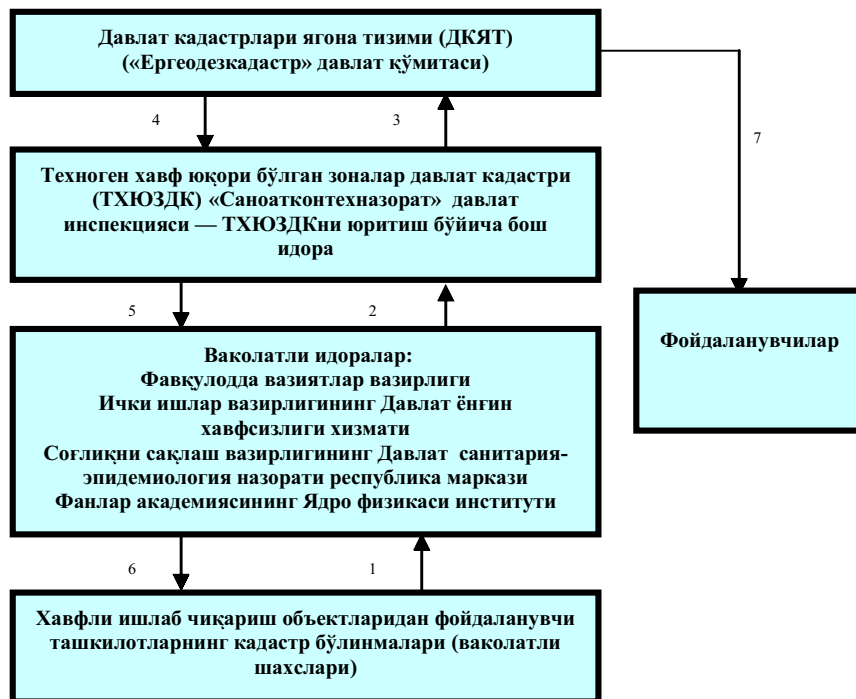 Давлат кадастрлари ягона тизими (ДКЯТ)
(«Ергеодезкадастр» давлат қўмитаси)
4
3
7
Техноген хавф юқори бўлган зоналар давлат кадастри
(ТХЮЗДК) «Саноатконтехназорат» давлат
инспекцияси — ТХЮЗДКни юритиш бўйича бош
идора
5
2
Фойдаланувчилар
Ваколатли идоралар:
Фавқулодда вазиятлар вазирлиги
Ички ишлар вазирлигининг Давлат ёнғин
хавфсизлиги хизмати
Соғлиқни сақлаш вазирлигининг Давлат санитария-
эпидемиология назорати республика маркази
Фанлар академиясининг Ядро физикаси институти
6
1
Хавфли ишлаб чиқариш объектларидан фойдаланувчи
ташкилотларнинг кадастр бўлинмалари (ваколатли
шахслари)